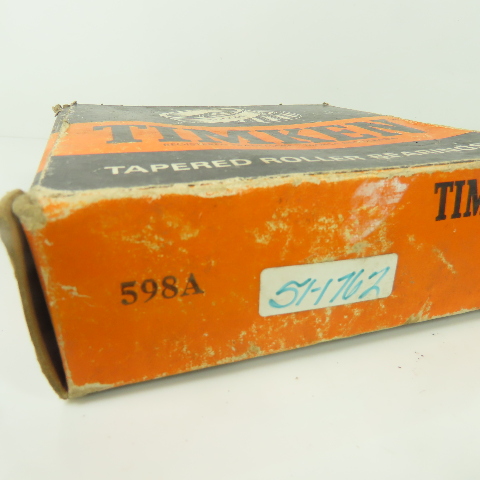 TIMKEN
TAPERED ROLLER BEARINGS
TIM
598A
51-1762